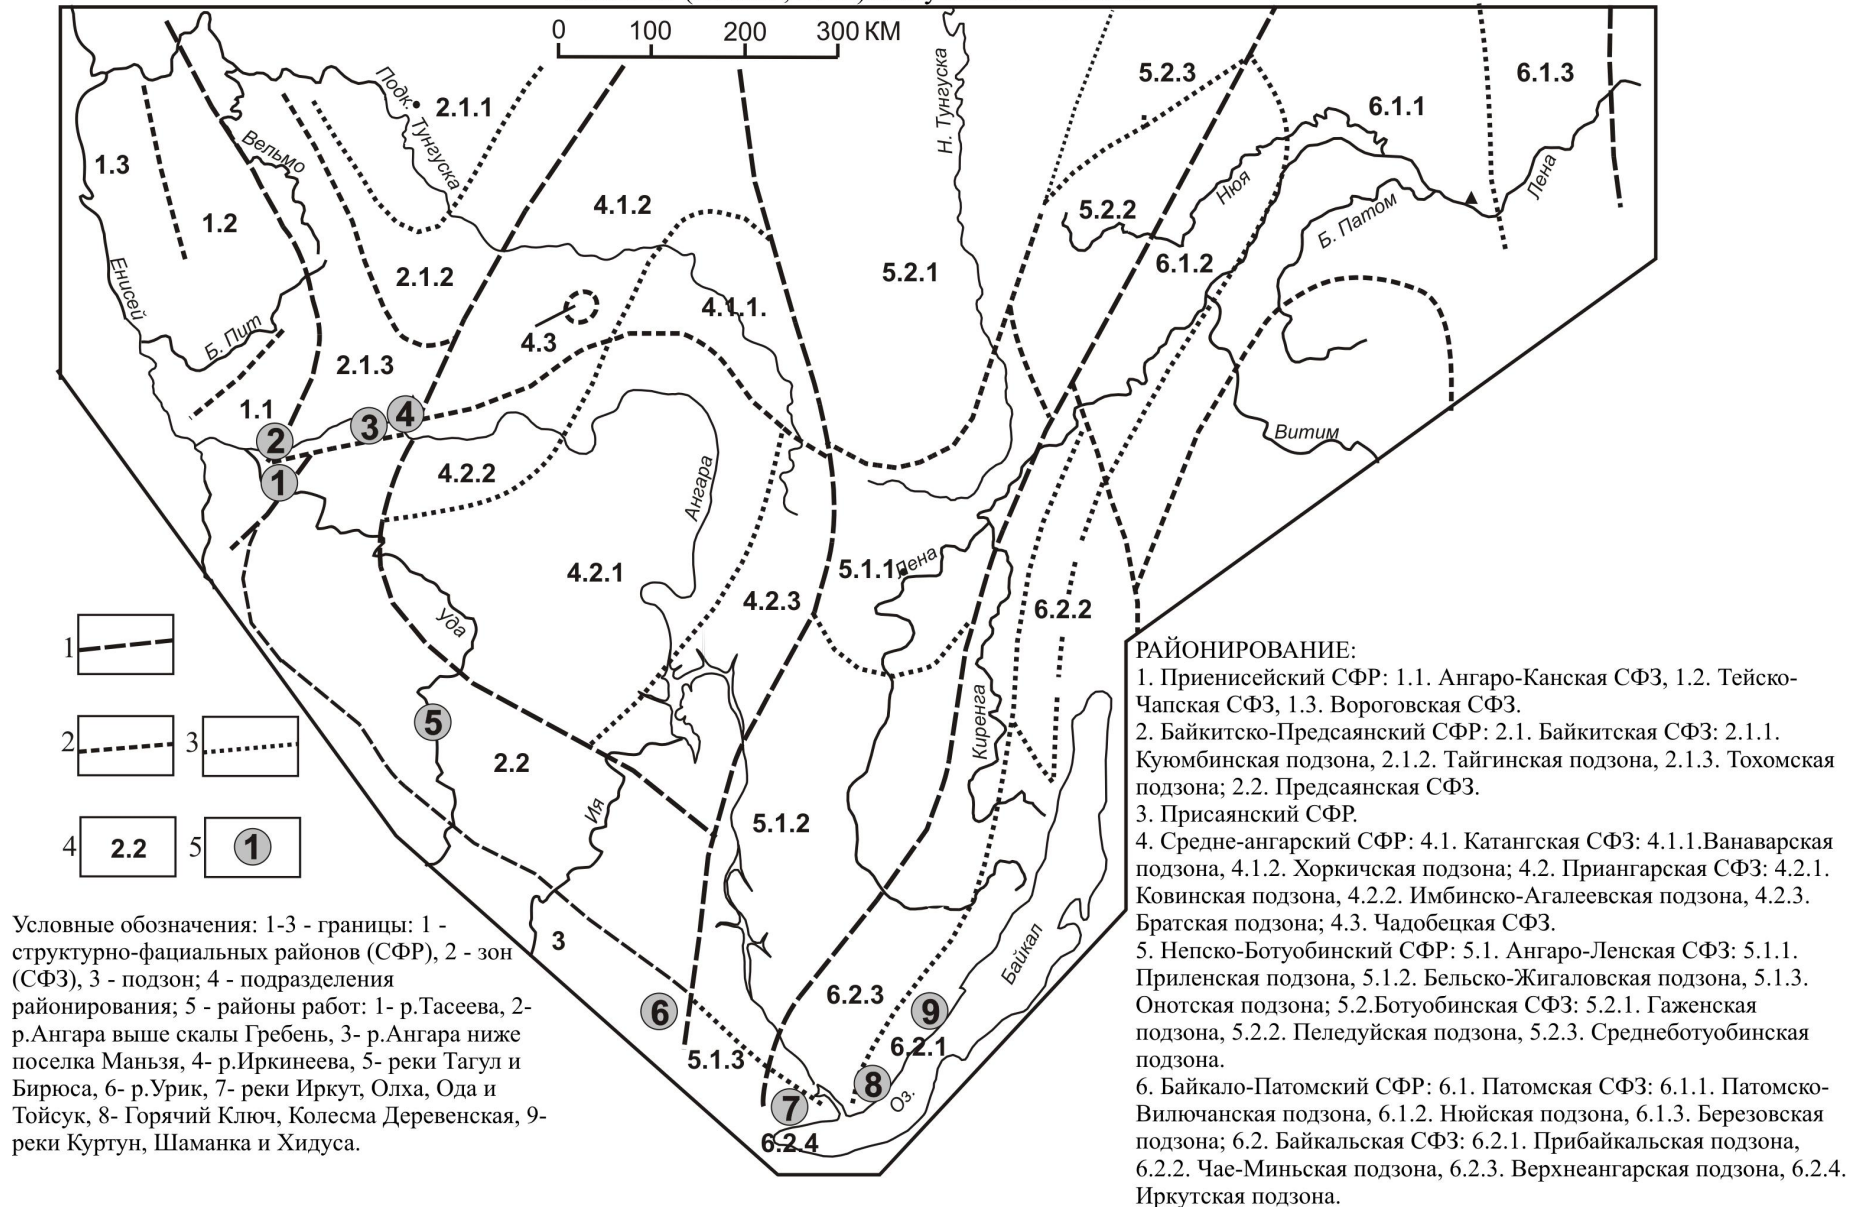 0 100 200 300 КМ
Подк. Тунгуска
Н. Тунгуска
2.1.1
5.2.3
6.1.3
6.1.1
Вельмо
1.3
1.2
4.1.2
5.2.2
Нюя
Лена
Б. Патом
Енисей
2.1.2
5.2.1
6.1.2
4.1.1.
Б. Пит
4.3
2.1.3
1.1
2
3
4
1
4.2.2
Ангара
Витим
4.2.1
5.1.1
Лена
4.2.3
6.2.2
Уда
1
2
3
4
2.2
5
1
5
2.2
Ия
Киренга
5.1.2
3
Байкал
6
6.2.3
9
5.1.3
6.2.1
8
Оз.
7
6.2.4
Условные обозначения: 1-3 - границы: 1 -
структурно-фациальных районов (СФР), 2 - зон
(СФЗ), 3 - подзон; 4 - подразделения
районирования; 5 - районы работ: 1- р.Тасеева, 2-
р.Ангара выше скалы Гребень, 3- р.Ангара ниже
поселка Маньзя, 4- р.Иркинеева, 5- реки Тагул и
Бирюса, 6- р.Урик, 7- реки Иркут, Олха, Ода и
Тойсук, 8- Горячий Ключ, Колесма Деревенская, 9-
реки Куртун, Шаманка и Хидуса.
РАЙОНИРОВАНИЕ:
1. Приенисейский СФР: 1.1. Ангаро-Канская СФЗ, 1.2. Тейско-
Чапская СФЗ, 1.3. Вороговская СФЗ.
2. Байкитско-Предсаянский СФР: 2.1. Байкитская СФЗ: 2.1.1.
Куюмбинская подзона, 2.1.2. Тайгинская подзона, 2.1.3. Тохомская
подзона; 2.2. Предсаянская СФЗ.
3. Присаянский СФР.
4. Средне-ангарский СФР: 4.1. Катангская СФЗ: 4.1.1.Ванаварская
подзона, 4.1.2. Хоркичская подзона; 4.2. Приангарская СФЗ: 4.2.1.
Ковинская подзона, 4.2.2. Имбинско-Агалеевская подзона, 4.2.3.
Братская подзона; 4.3. Чадобецкая СФЗ.
5. Непско-Ботуобинский СФР: 5.1. Ангаро-Ленская СФЗ: 5.1.1.
Приленская подзона, 5.1.2. Бельско-Жигаловская подзона, 5.1.3.
Онотская подзона; 5.2.Ботуобинская СФЗ: 5.2.1. Гаженская
подзона, 5.2.2. Пеледуйская подзона, 5.2.3. Среднеботуобинская
подзона.
6. Байкало-Патомский СФР: 6.1. Патомская СФЗ: 6.1.1. Патомско-
Вилючанская подзона, 6.1.2. Нюйская подзона, 6.1.3. Березовская
подзона; 6.2. Байкальская СФЗ: 6.2.1. Прибайкальская подзона,
6.2.2. Чае-Миньская подзона, 6.2.3. Верхнеангарская подзона, 6.2.4.
Иркутская подзона.